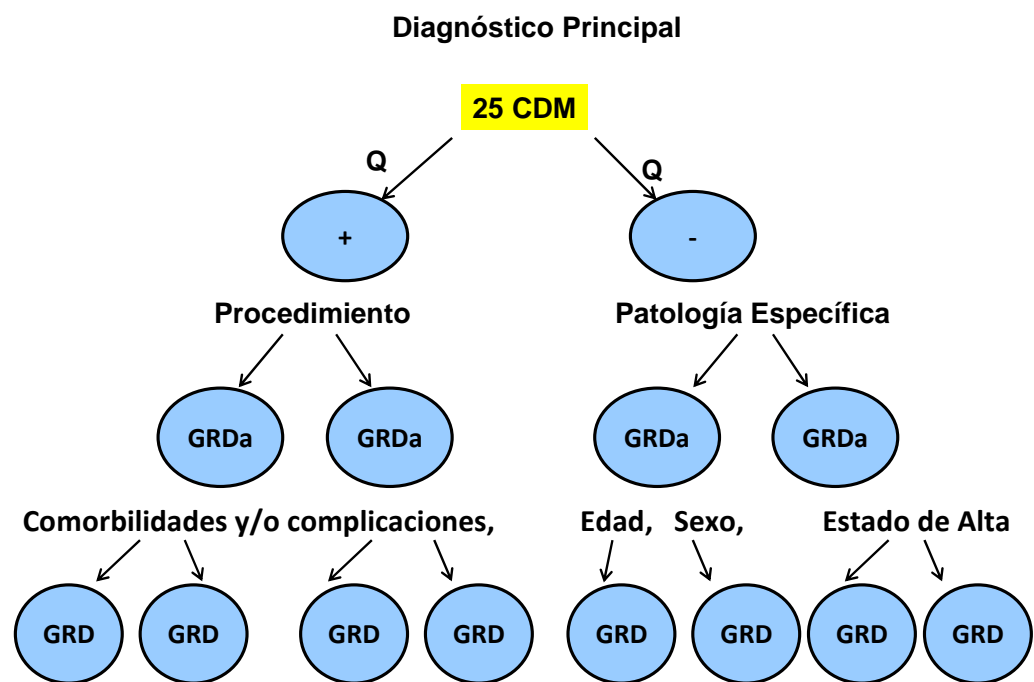 Diagnóstico Principal
25 CDM
Q Q
+ -
Procedimiento Patología Específica
GRDa GRDa GRDa GRDa
Comorbilidades y/o complicaciones, Edad, Sexo, Estado de Alta
GRD GRD GRD GRD GRD GRD GRD GRD